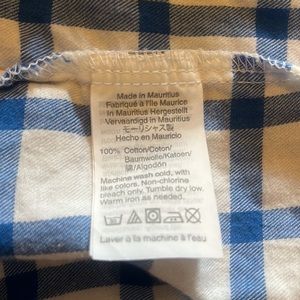 Made in Mauritius
Fabriqué à l'île Maurice
In Mauritius Hergestellt
Vervaardigd in Mauritius
モーリシャス製
Hecho en Mauricio
100% Cotton/Coton/
Baumwolle/Katoen/
綿/Algodón
Machine wash cold, with
like colors. Non-chlorine
bleach only. Tumble dry low.
Warm iron as needed.
Laver à la machine à l'eau